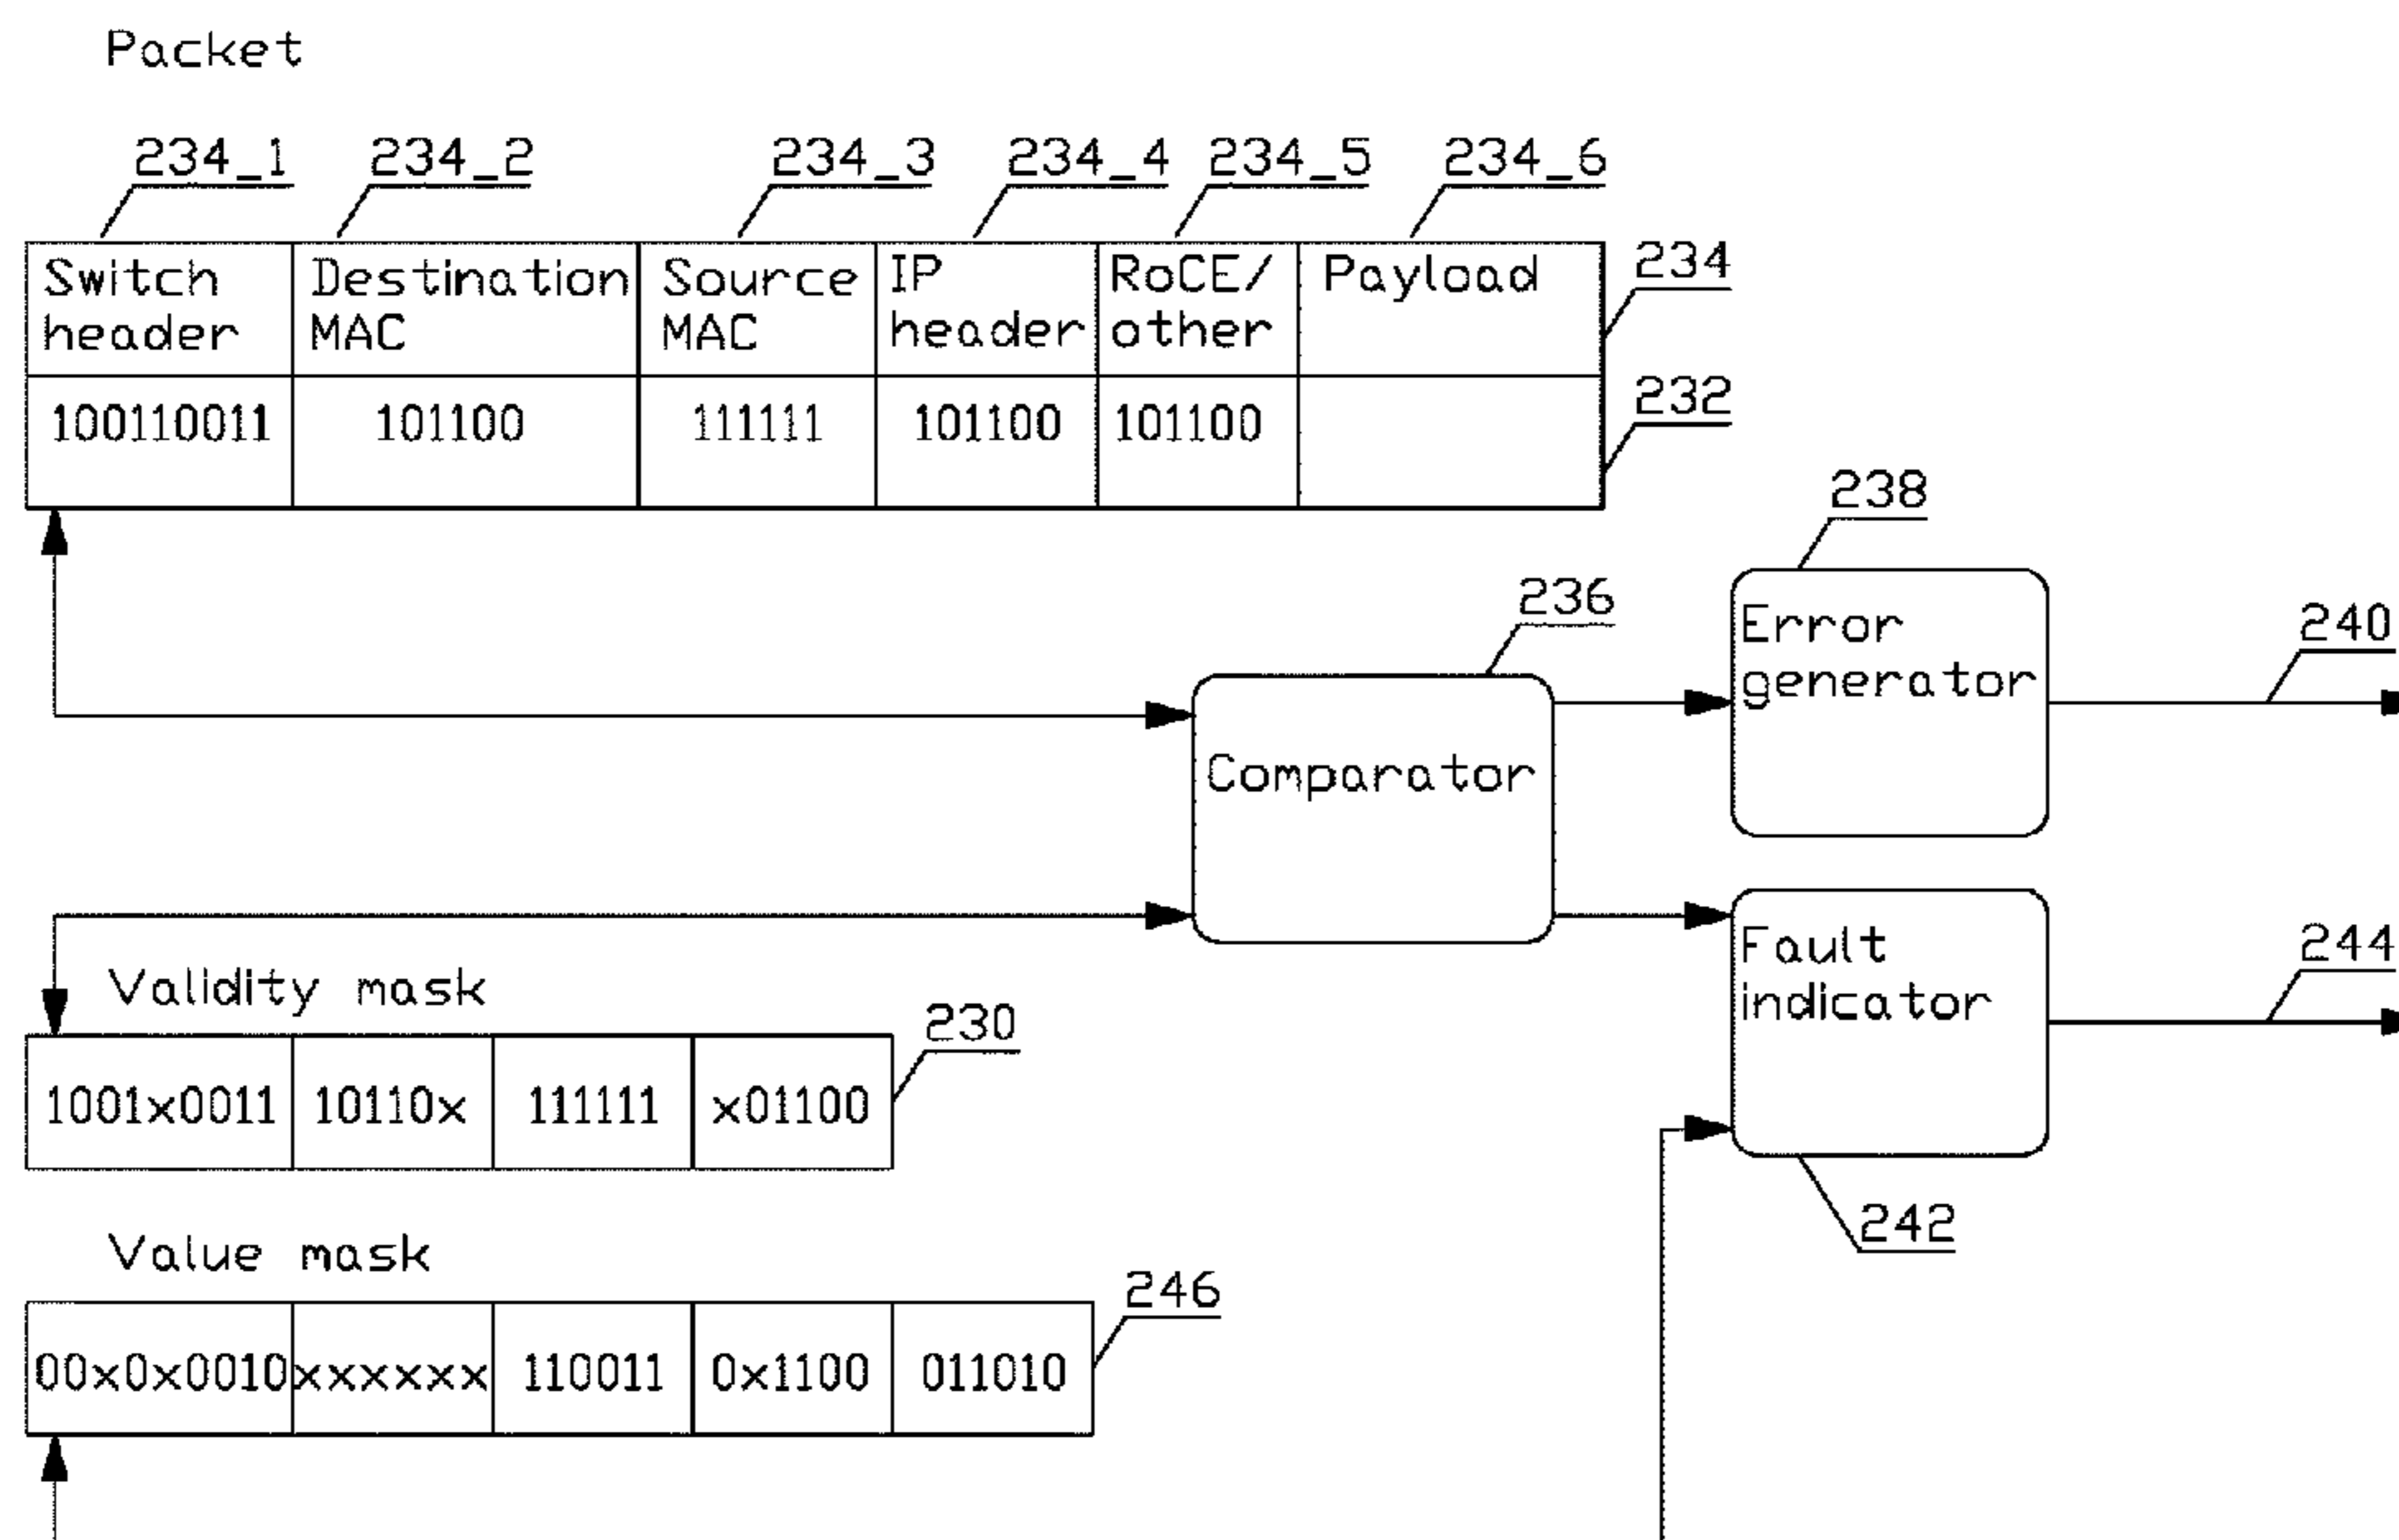 Packet
234_1 234_2 234_3 234_4 234_5 234_6
Switch header Destination MAC Source MAC IP header RoCE/ other Payload 234
100110011 101100 111111 101100 101100 232
238
Error generator
240
236
Comparator
Fault indicator
244
242
Validity mask
230
1001x0011 10110x 111111 x01100
Value mask
246
00x0x0010 xxxxxx 110011 0x1100 011010